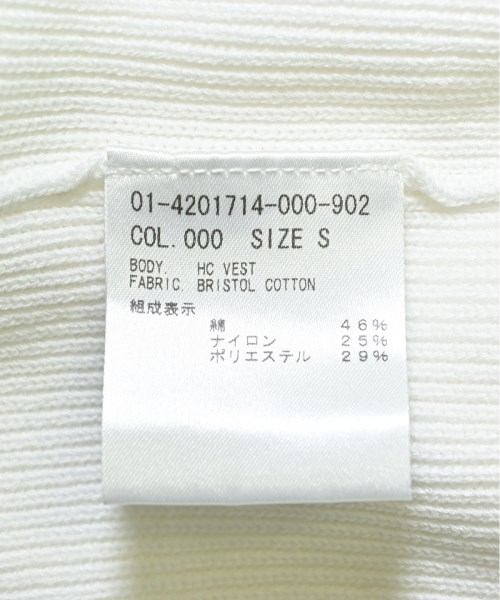 01-4201714-000-902
COL.000 SIZE S
BODY. HC VEST
FABRIC. BRISTOL COTTON
組成表示
綿 46%
ナイロン 25%
ポリエステル 29%